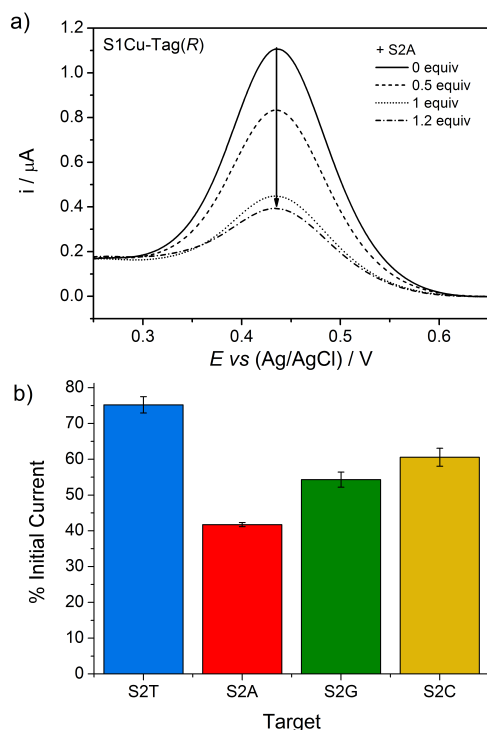 a)
S1Cu-Tag(R)
+ S2A
0 equiv
0.5 equiv
1 equiv
1.2 equiv
i / μA
1.2
1.0
0.8
0.6
0.4
0.2
0.0
0.3 0.4 0.5 0.6
E vs (Ag/AgCl) / V
b)
% Initial Current
80
70
60
50
40
30
20
10
0
S2T S2A S2G S2C
Target